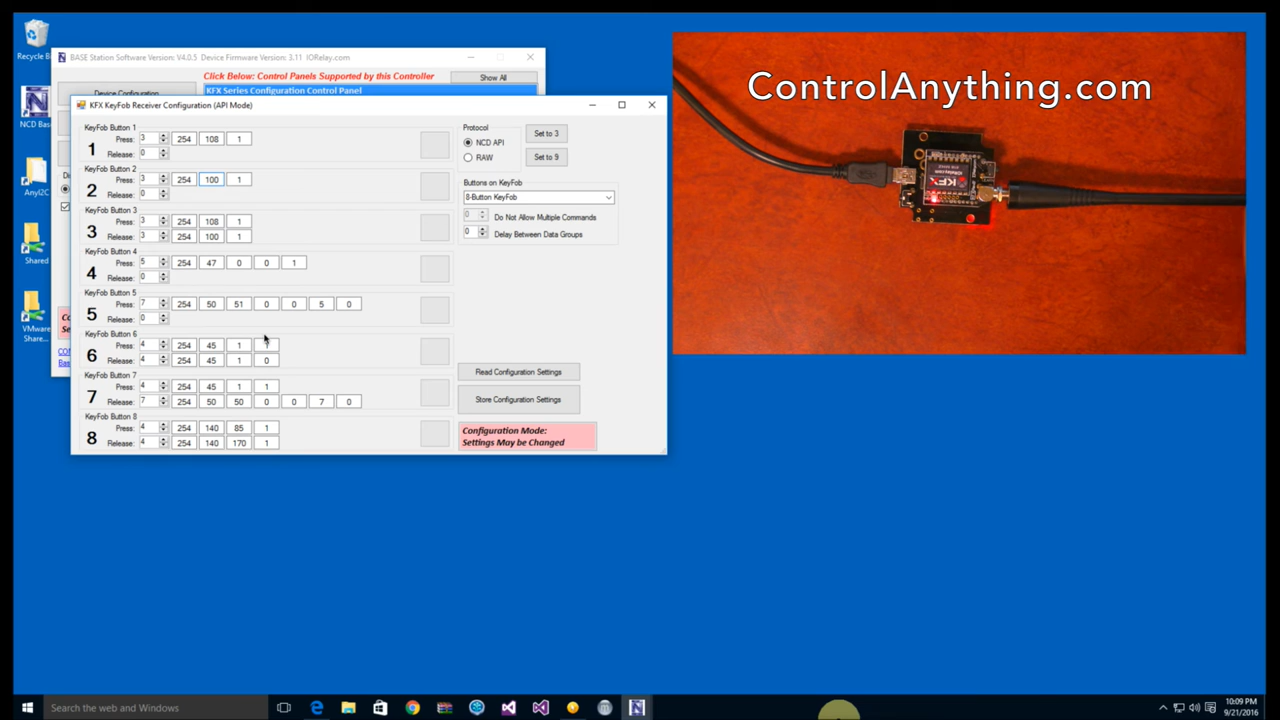 Recycle Bi
NCD Bas
AnyI2C
Shared
VMware
Share...
BASE Station Software Version: V4.0.5 Device Firmware Version: 3.11 IORelay.com
Device Configuration
Click Below: Control Panels Supported by this Controller
Show All
KFX Series Configuration Control Panel
KFX KeyFob Receiver Configuration (API Mode)
KeyFob Button 1
1
Press: 3 254 108 1
Release: 0
KeyFob Button 2
2
Press: 3 254 100 1
Release: 0
KeyFob Button 3
3
Press: 3 254 108 1
Release: 3 254 100 1
KeyFob Button 4
4
Press: 5 254 47 0 0 1
Release: 0
KeyFob Button 5
5
Press: 7 254 50 51 0 0 5 0
Release: 0
KeyFob Button 6
6
Press: 4 254 45 1 1
Release: 4 254 45 1 0
KeyFob Button 7
7
Press: 4 254 45 1 1
Release: 7 254 50 50 0 0 7 0
KeyFob Button 8
8
Press: 4 254 140 85 1
Release: 4 254 140 170 1
Protocol
NCD API
RAW
Set to 3
Set to 9
Buttons on KeyFob
8-Button KeyFob
0 Do Not Allow Multiple Commands
0 Delay Between Data Groups
Read Configuration Settings
Store Configuration Settings
Configuration Mode:
Settings May be Changed
ControlAnything.com
KFX
Search the web and Windows
10:09 PM
9/21/2016